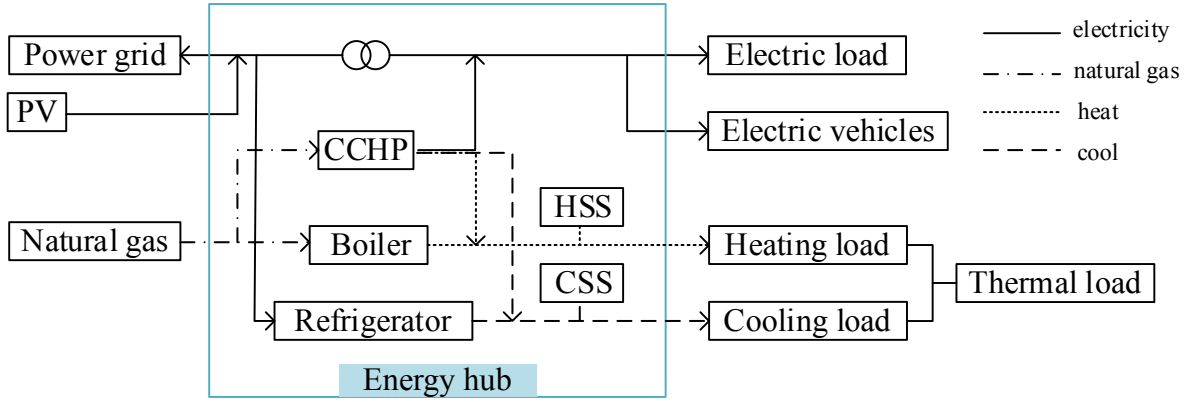 Power grid
Electric load
electricity
natural gas
heat
cool
PV
Electric vehicles
CCHP
HSS
Natural gas
Boiler
Heating load
CSS
Thermal load
Refrigerator
Cooling load
Energy hub